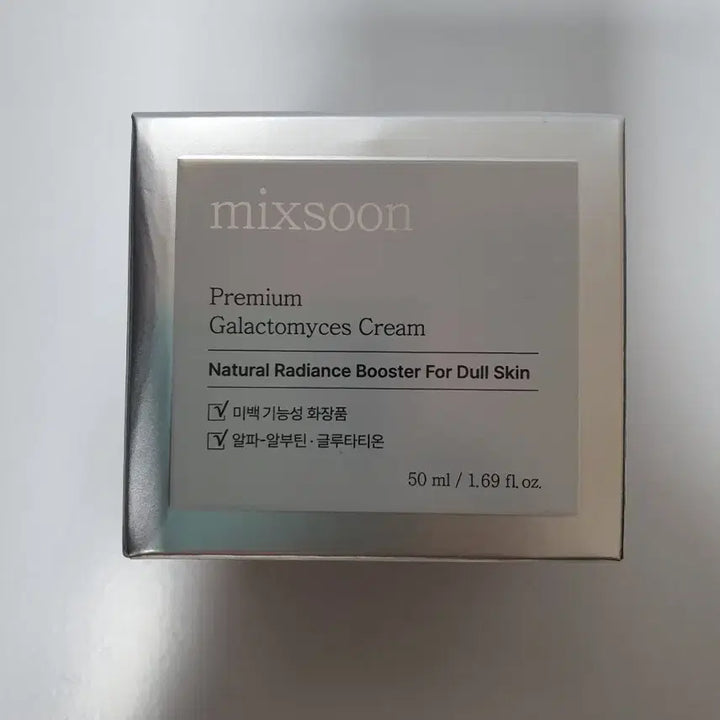 mixsoon
Premium
Galactomyces Cream
Natural Radiance Booster For Dull Skin
미백 기능성 화장품
알파-알부틴 · 글루타티온
50 ml / 1.69 fl. oz.